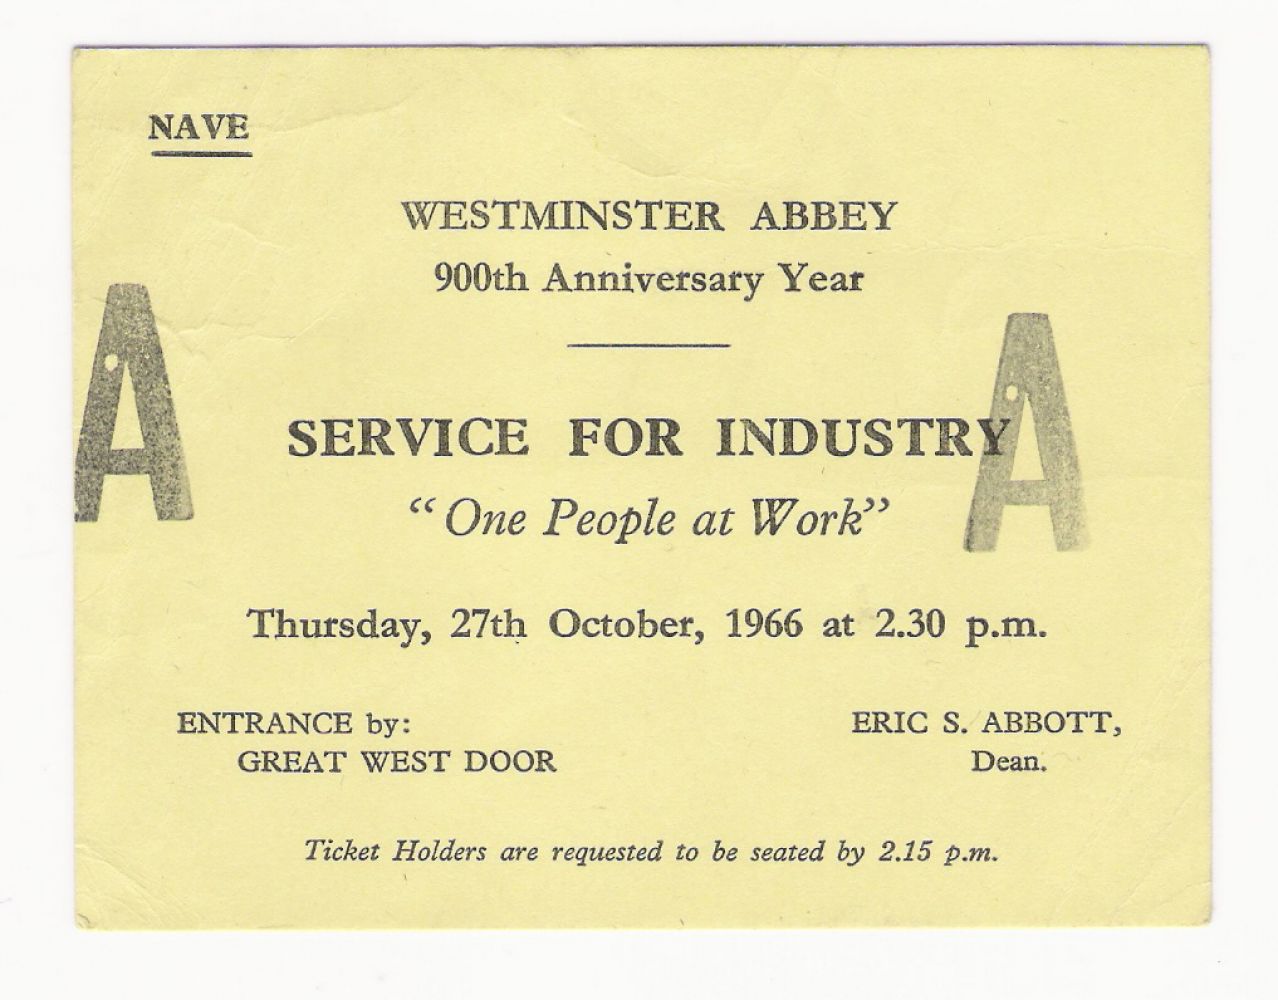 NAVE
WESTMINSTER ABBEY
900th Anniversary Year
A
A
SERVICE FOR INDUSTRY
“One People at Work”
Thursday, 27th October, 1966 at 2.30 p.m.
ENTRANCE by:
GREAT WEST DOOR
ERIC S. ABBOTT,
Dean.
Ticket Holders are requested to be seated by 2.15 p.m.